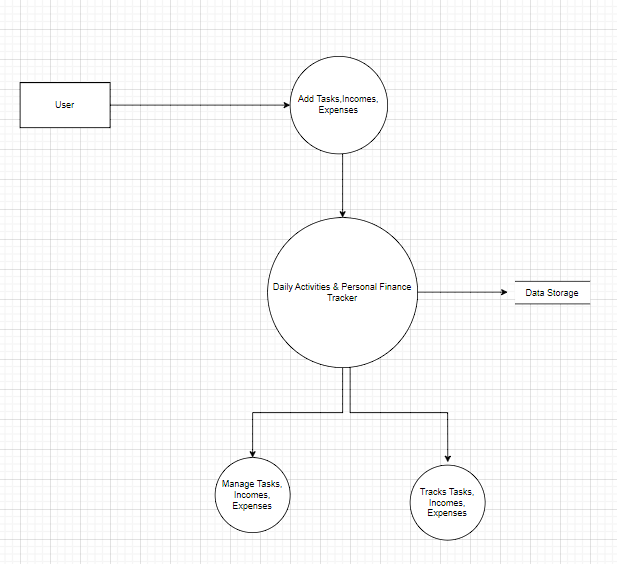 User
Add Tasks,Incomes,
Expenses
Daily Activities & Personal Finance
Tracker
Data Storage
Manage Tasks,
Incomes,
Expenses
Tracks Tasks,
Incomes,
Expenses